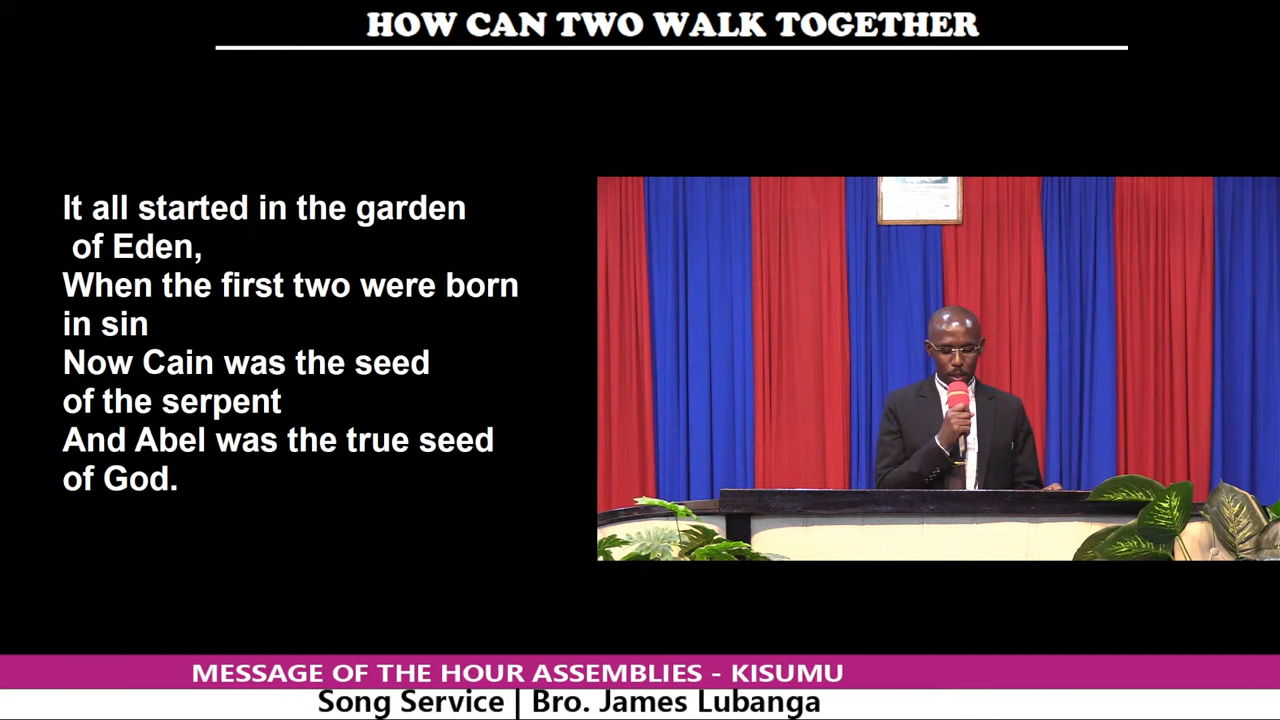 HOW CAN TWO WALK TOGETHER
It all started in the garden
of Eden,
When the first two were born
in sin
Now Cain was the seed
of the serpent
And Abel was the true seed
of God.
MESSAGE OF THE HOUR ASSEMBLIES - KISUMU
Song Service | Bro. James Lubanga